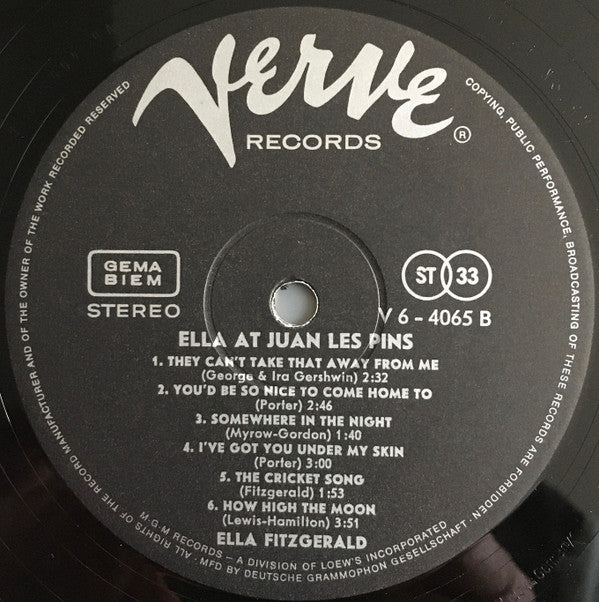 Verve
RECORDS
®
GEMA
BIEM
STEREO
ST 33
V 6 - 4065 B
ELLA AT JUAN LES PINS
1. THEY CAN'T TAKE THAT AWAY FROM ME
(George & Ira Gershwin) 2:32
2. YOU'D BE SO NICE TO COME HOME TO
(Porter) 2:46
3. SOMEWHERE IN THE NIGHT
(Myrow-Gordon) 1:40
4. I'VE GOT YOU UNDER MY SKIN
(Porter) 3:00
5. THE CRICKET SONG
(Fitzgerald) 1:53
6. HOW HIGH THE MOON
(Lewis-Hamilton) 3:51
ELLA FITZGERALD
M.G.M RECORDS – A DIVISION OF LOEW'S INCORPORATED
ALL RIGHTS OF THE RECORD MANUFACTURER AND OF THE OWNER OF THE WORK RECORDED RESERVED
COPYING, PUBLIC PERFORMANCE, BROADCASTING OF THESE RECORDS ARE FORBIDDEN
· MFD BY DEUTSCHE GRAMMOPHON GESELLSCHAFT ·